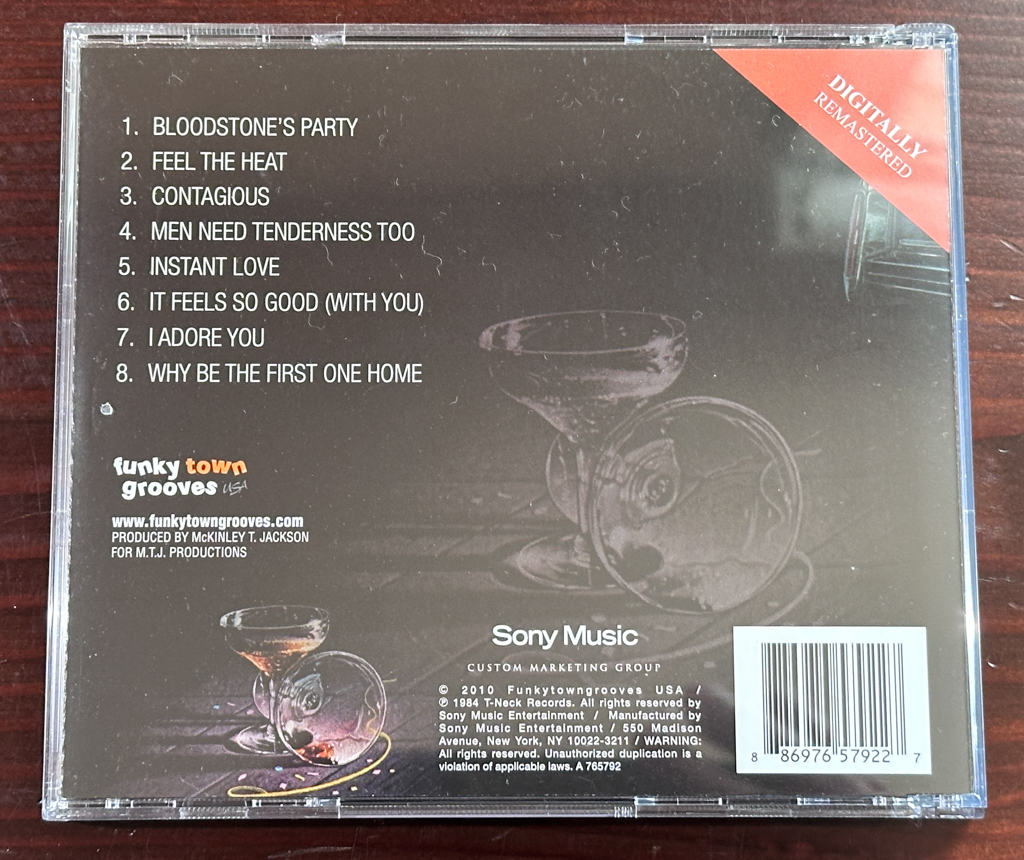 DIGITALLY
REMASTERED
1. BLOODSTONE'S PARTY
2. FEEL THE HEAT
3. CONTAGIOUS
4. MEN NEED TENDERNESS TOO
5. INSTANT LOVE
6. IT FEELS SO GOOD (WITH YOU)
7. I ADORE YOU
8. WHY BE THE FIRST ONE HOME
funky town
grooves USA
www.funkytowngrooves.com
PRODUCED BY McKINLEY T. JACKSON
FOR M.T.J. PRODUCTIONS
Sony Music
CUSTOM MARKETING GROUP
© 2010 Funkytowngrooves USA /
℗ 1984 T-Neck Records. All rights reserved by
Sony Music Entertainment / Manufactured by
Sony Music Entertainment / 550 Madison
Avenue, New York, NY 10022-3211 / WARNING:
All rights reserved. Unauthorized duplication is a
violation of applicable laws. A 765792
8 86976 57922 7